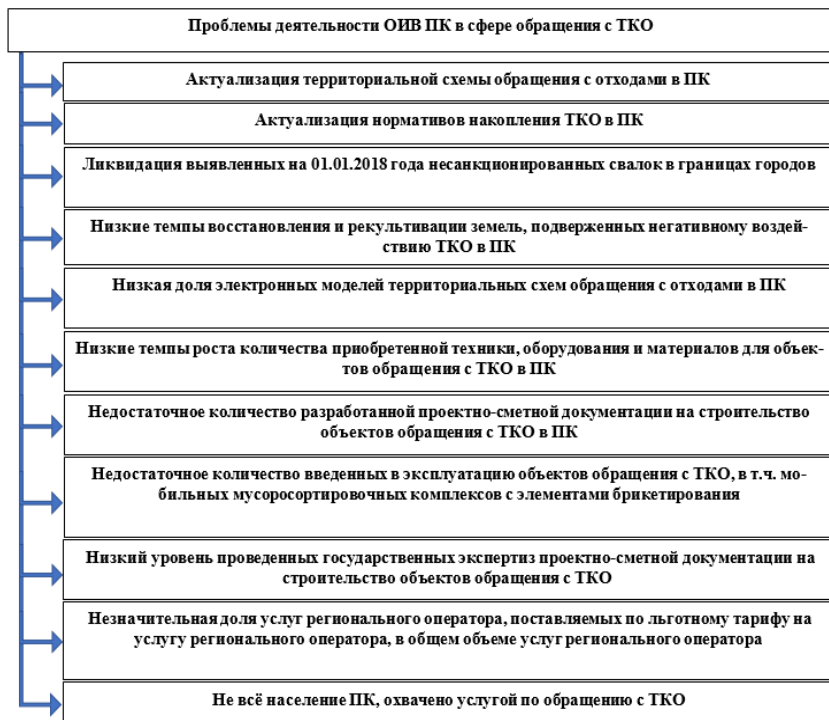 Проблемы деятельности ОИВ ПК в сфере обращения с ТКО
Актуализация территориальной схемы обращения с отходами в ПК
Актуализация нормативов накопления ТКО в ПК
Ликвидация выявленных на 01.01.2018 года несанкционированных свалок в границах городов
Низкие темпы восстановления и рекультивации земель, подверженных негативному воздей-
ствию ТКО в ПК
Низкая доля электронных моделей территориальных схем обращения с отходами в ПК
Низкие темпы роста количества приобретенной техники, оборудования и материалов для объек-
тов обращения с ТКО в ПК
Недостаточное количество разработанной проектно-сметной документации на строительство
объектов обращения с ТКО в ПК
Недостаточное количество введенных в эксплуатацию объектов обращения с ТКО, в т.ч. мо-
бильных мусоросортировочных комплексов с элементами брикетирования
Низкий уровень проведенных государственных экспертиз проектно-сметной документации на
строительство объектов обращения с ТКО
Незначительная доля услуг регионального оператора, поставляемых по льготному тарифу на
услугу регионального оператора, в общем объеме услуг регионального оператора
Не всё население ПК, охвачено услугой по обращению с ТКО